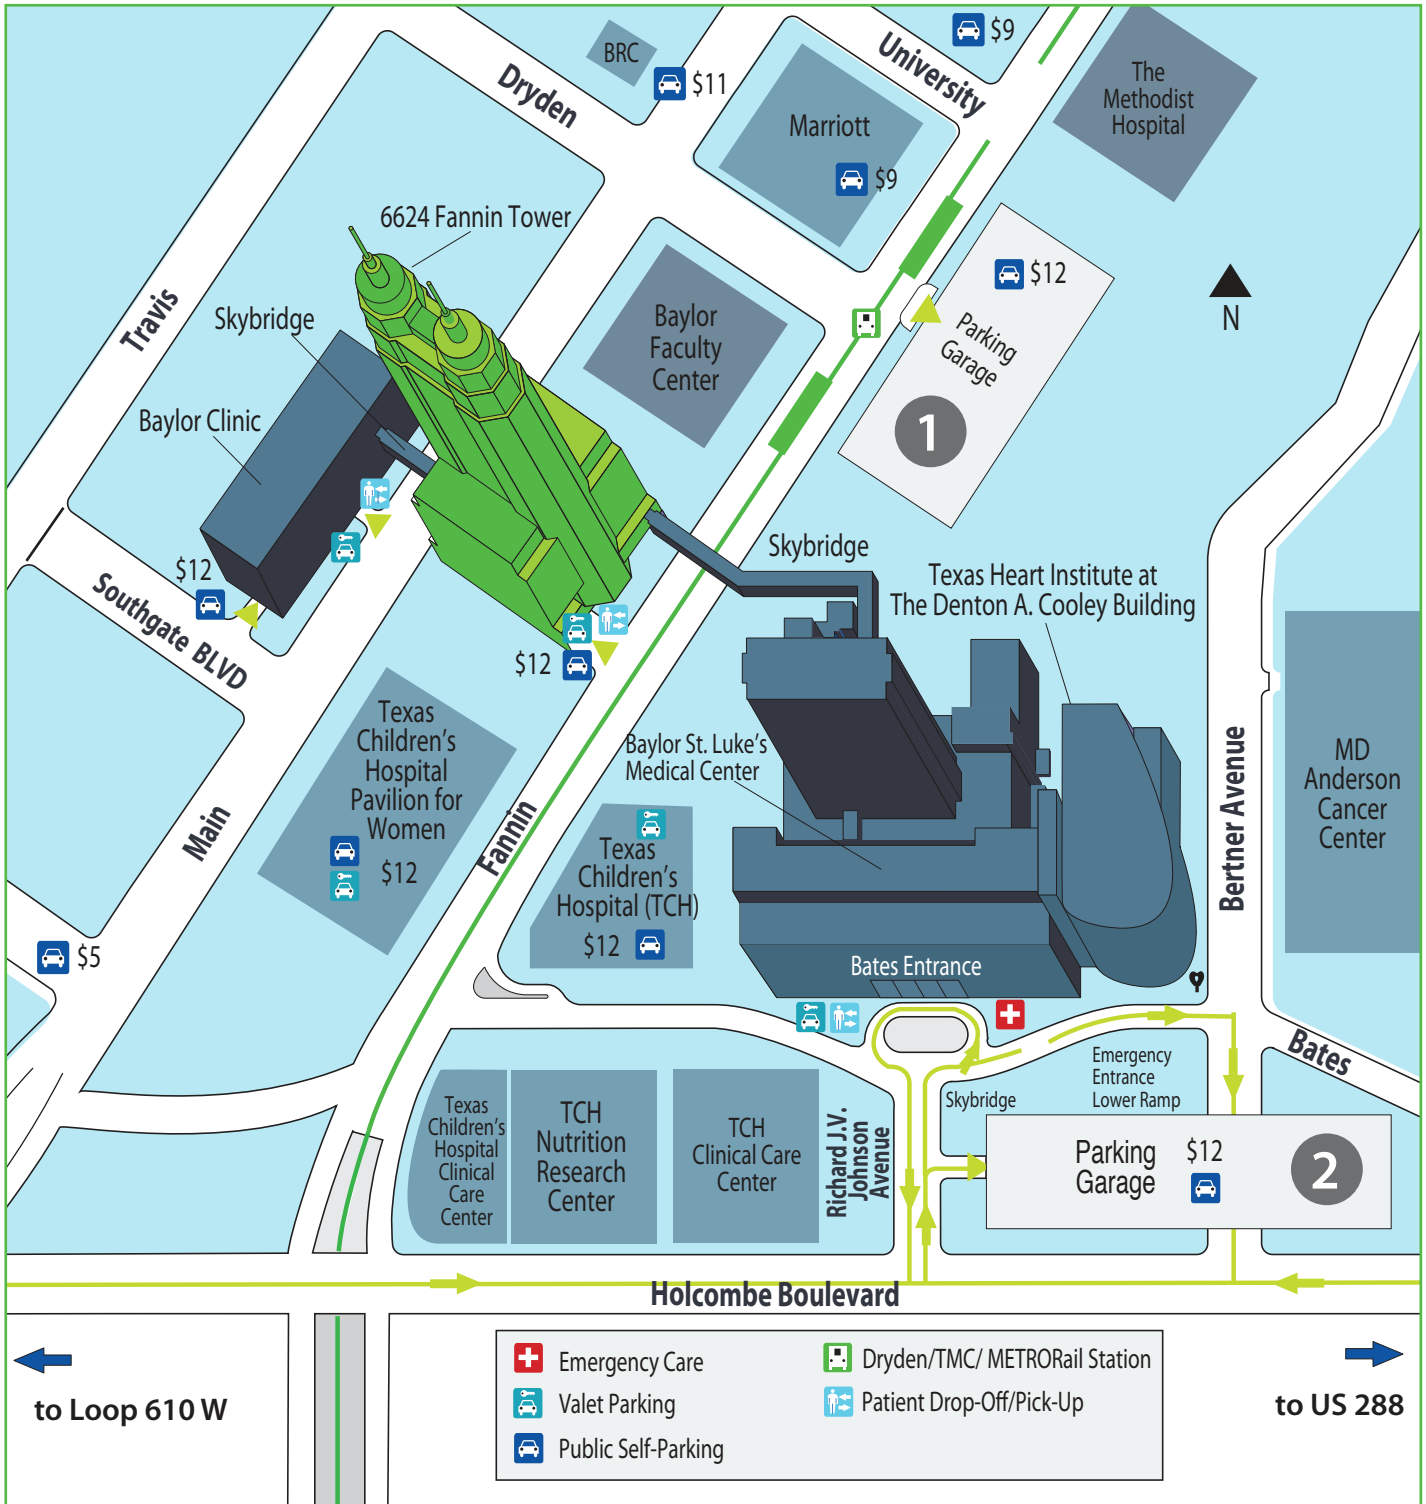 $9
University
BRC
$11
Dryden
The
Methodist
Hospital
Marriott
$9
6624 Fannin Tower
$12
N
Travis
Skybridge
Baylor
Faculty
Center
Parking
Garage
1
Baylor Clinic
Skybridge
$12
Southgate BLVD
Texas Heart Institute at
The Denton A. Cooley Building
$12
Texas
Children's
Hospital
Pavilion for
Women
$12
Baylor St. Luke's
Medical Center
Main
Fannin
Bertner Avenue
MD
Anderson
Cancer
Center
Texas
Children's
Hospital (TCH)
$12
$5
Bates Entrance
Bates
Emergency
Entrance
Lower Ramp
Skybridge
Texas
Children's
Hospital
Clinical
Care
Center
TCH
Nutrition
Research
Center
TCH
Clinical Care
Center
Richard J.V.
Johnson
Avenue
Parking
Garage
$12
2
Holcombe Boulevard
Emergency Care
Valet Parking
Public Self-Parking
Dryden/TMC/ METRORail Station
Patient Drop-Off/Pick-Up
to Loop 610 W
to US 288